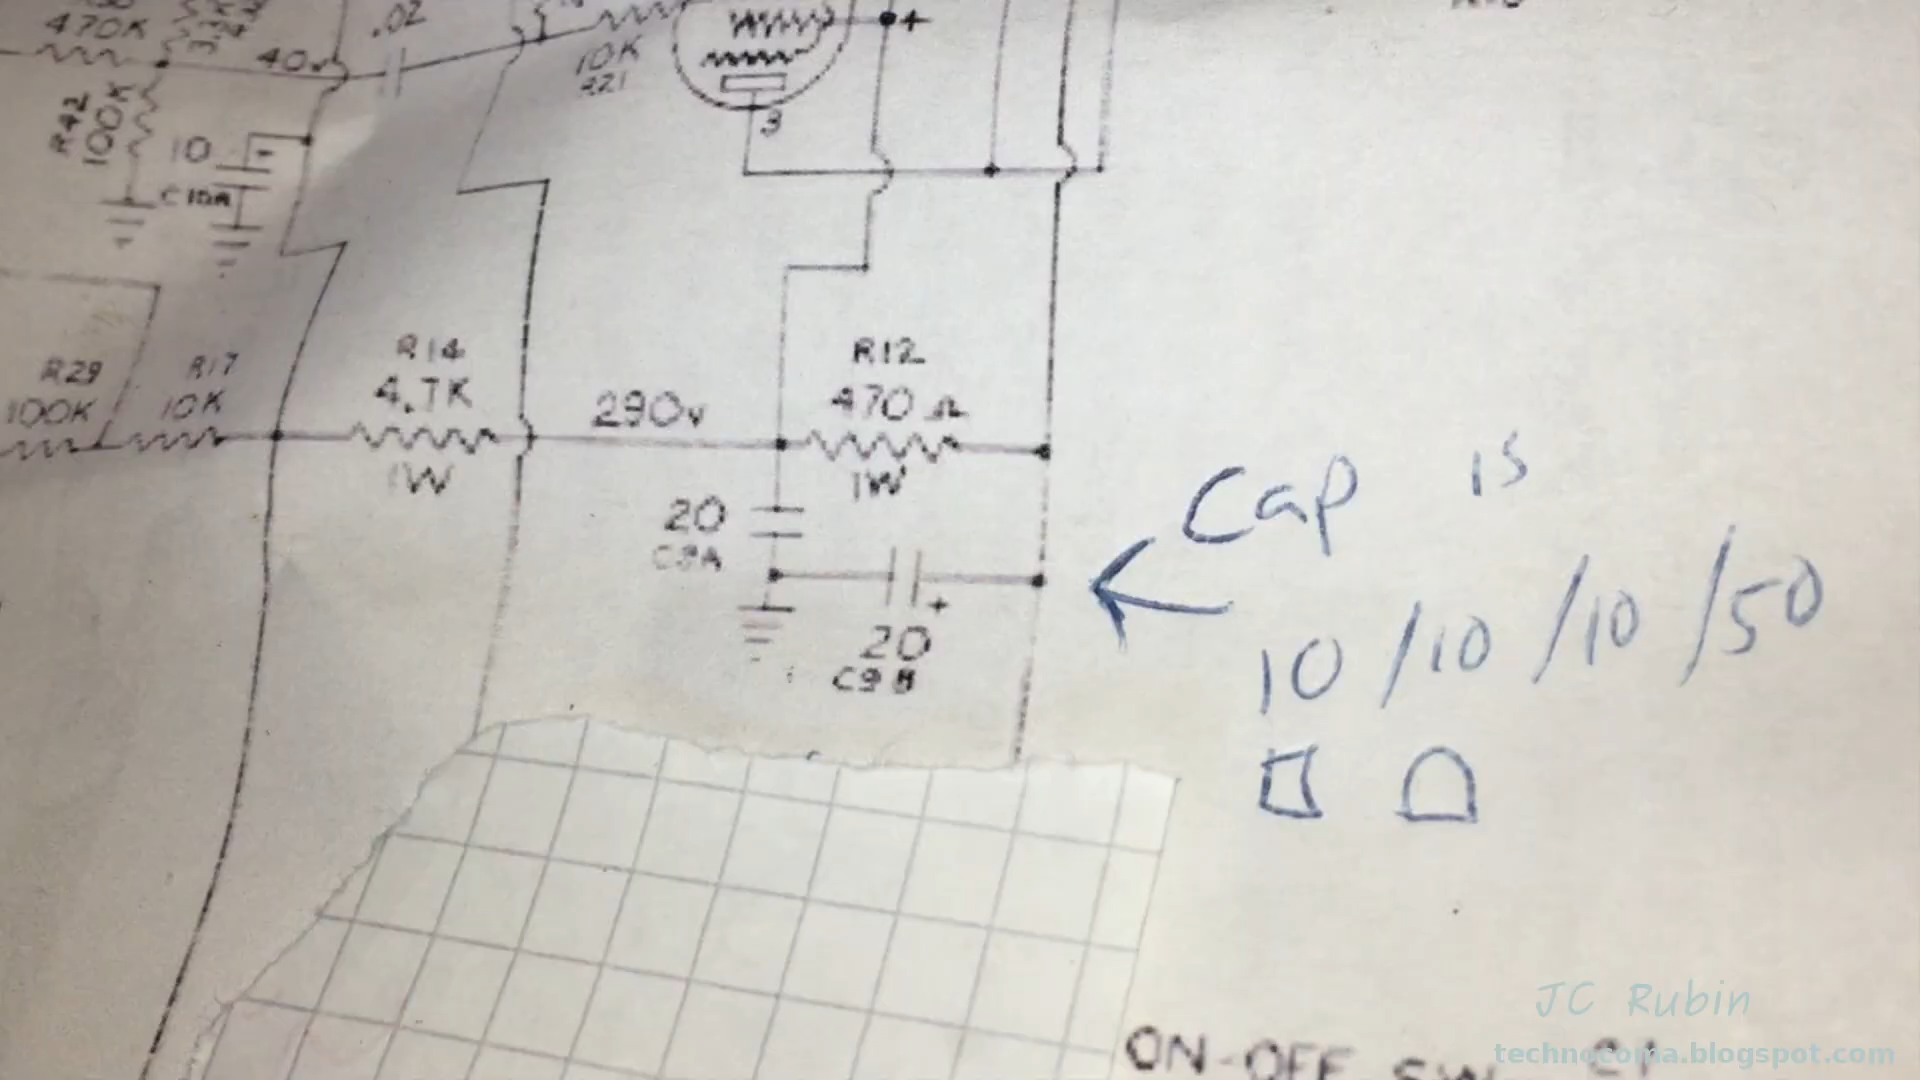 470K
.02
40v
10K
R21
R42
100K
10
C10A
3
+
R14
4.7K
1W
R29
100K
R17
10K
290v
R12
470 Ω
1W
20
C9A
+
20
C9B
Cap is
10/10/10/50
JC Rubin
technocoma.blogspot.com
ON-OFF SW.